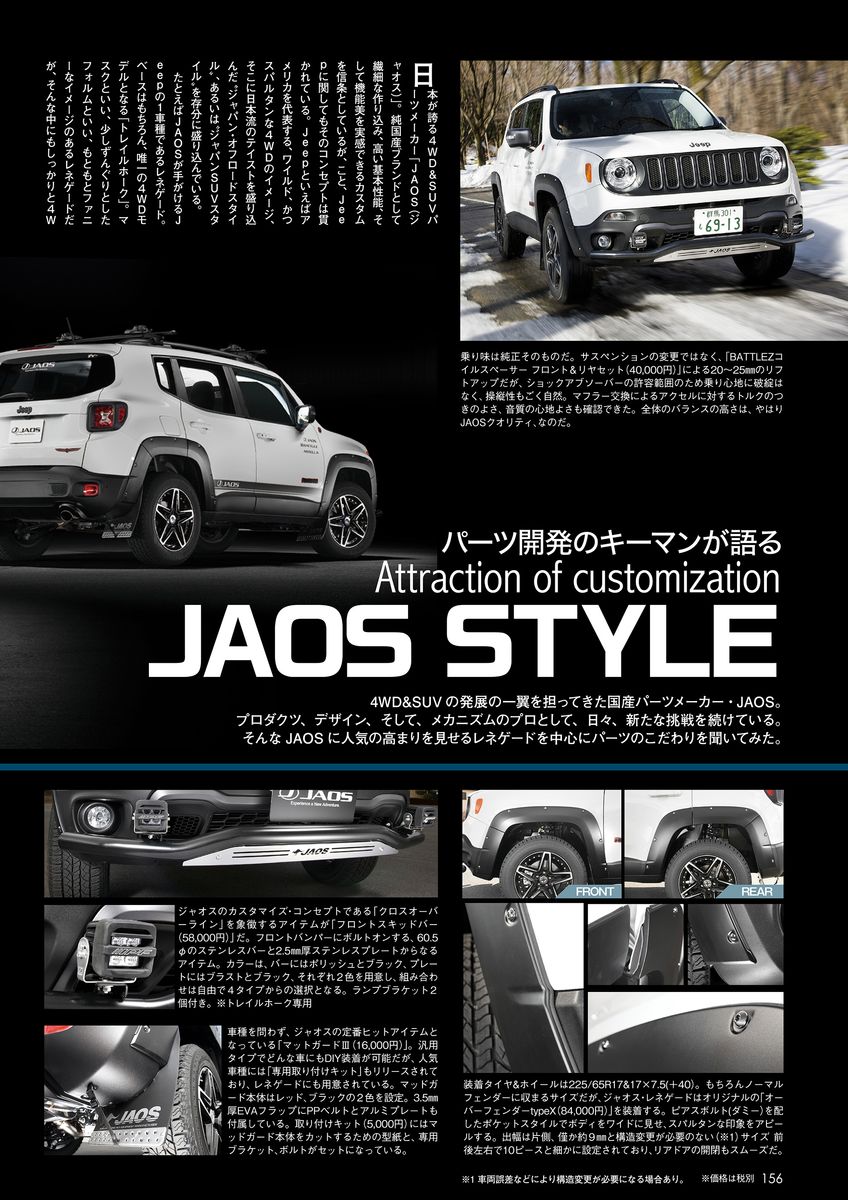 日本が誇る4WD&SUVパ
ーツメーカー「JAOS(ジ
ャオス)」。純国産ブランドとして
繊細な作り込み、高い基本性能、そ
して機能美を実感できるカスタム
を信条としているが、こと、Jee
pに関してもそのコンセプトは貫
かれている。Jeepといえばア
メリカを代表する、ワイルド、かつ
スパルタンな4WDのイメージ、
そこに日本流のテイストを盛り込
んだ“ジャパン・オフロードスタイ
ル”、あるいは“ジャパンSUVスタ
イル”を存分に盛り込んでいる。
たとえばJAOSが手がけるJ
eepの1車種であるレネゲード。
ベースはもちろん、唯一の4WDモ
デルとなる「トレイルホーク」。マ
スクといい、少しずんぐりとした
フォルムといい、もともとファニ
ーなイメージのあるレネゲードだ
が、そんな中にもしっかりと4W
Jeep
群馬 301
69-13
JAOS
乗り味は純正そのものだ。サスペンションの変更ではなく、「BATTLEZコ
イルスペーサー フロント&リヤセット(40,000円)」による20〜25㎜のリフ
トアップだが、ショックアブソーバーの許容範囲のため乗り心地に破綻は
なく、操縦性もごく自然。マフラー交換によるアクセルに対するトルクのつ
きのよさ、音質の心地よさも確認できた。全体のバランスの高さは、やはり
JAOSクオリティ、なのだ。
JAOS
Jeep
JAOS
JAOS
JAOS
パーツ開発のキーマンが語る
Attraction of customization
JAOS STYLE
4WD&SUVの発展の一翼を担ってきた国産パーツメーカー・JAOS。
プロダクツ、デザイン、そして、メカニズムのプロとして、日々、新たな挑戦を続けている。
そんなJAOSに人気の高まりを見せるレネゲードを中心にパーツのこだわりを聞いてみた。
JAOS
Experience a New Adventure.
JAOS
ジャオスのカスタマイズ・コンセプトである「クロスオーバ
ーライン」を象徴するアイテムが「フロントスキッドバー
(58,000円)」だ。フロントバンパーにボルトオンする、60.5
φのステンレスバーと2.5㎜厚ステンレスプレートからなる
アイテム。カラーは、バーにはポリッシュとブラック、プレー
トにはブラストとブラック、それぞれ2色を用意し、組み合わ
せは自由で4タイプからの選択となる。ランプブラケット2
個付き。※トレイルホーク専用
JAOS
車種を問わず、ジャオスの定番ヒットアイテムと
なっている「マットガードⅢ(16,000円)」。汎用
タイプでどんな車にもDIY装着が可能だが、人気
車種には「専用取り付けキット」もリリースされて
おり、レネゲードにも用意されている。マッドガ
ード本体はレッド、ブラックの2色を設定。3.5㎜
厚EVAフラップにPPベルトとアルミプレートも
付属している。取り付けキット(5,000円)にはマ
ッドガード本体をカットするための型紙と、専用
ブラケット、ボルトがセットになっている。
FRONT
REAR
装着タイヤ&ホイールは225/65R17&17×7.5(+40)。もちろんノーマル
フェンダーに収まるサイズだが、ジャオス・レネゲードはオリジナルの「オー
バーフェンダーtypeX(84,000円)」を装着する。ピアスボルト(ダミー)を配
したポケットスタイルでボディをワイドに見せ、スパルタンな印象をアピー
ルする。出幅は片側、僅か約9㎜と構造変更が必要のない(※1)サイズ 前
後左右で10ピースと細かに設定されており、リアドアの開閉もスムーズだ。
※1 車両誤差などにより構造変更が必要になる場合あり。
※価格は税別 156